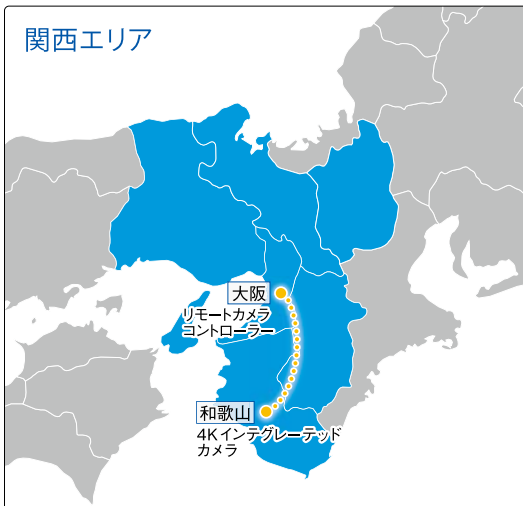 関西エリア
大阪
リモートカメラ
コントローラー
和歌山
4Kインテグレーテッド
カメラ